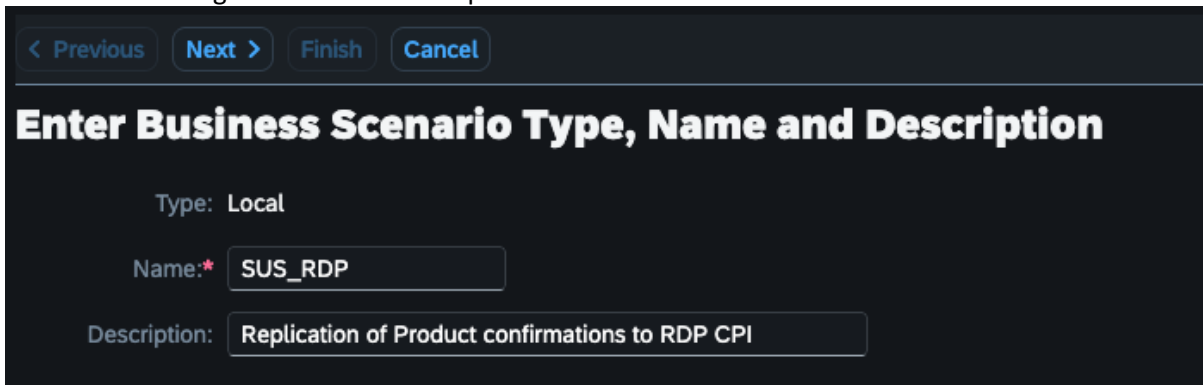 < Previous Next > Finish Cancel
Enter Business Scenario Type, Name and Description
Type: Local
Name:* SUS_RDP
Description: Replication of Product confirmations to RDP CPI